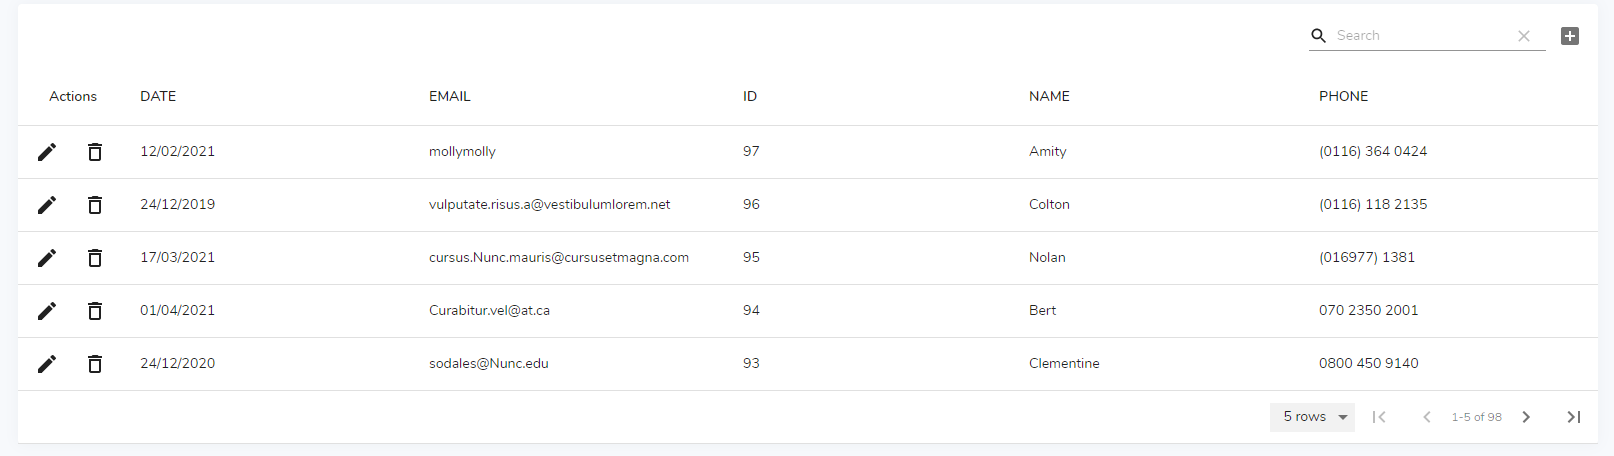 Search
Actions DATE EMAIL ID NAME PHONE
12/02/2021 mollymolly 97 Amity (0116) 364 0424
24/12/2019 vulputate.risus.a@vestibulumlorem.net 96 Colton (0116) 118 2135
17/03/2021 cursus.Nunc.mauris@cursusetmagna.com 95 Nolan (016977) 1381
01/04/2021 Curabitur.vel@at.ca 94 Bert 070 2350 2001
24/12/2020 sodales@Nunc.edu 93 Clementine 0800 450 9140
5 rows 1-5 of 98